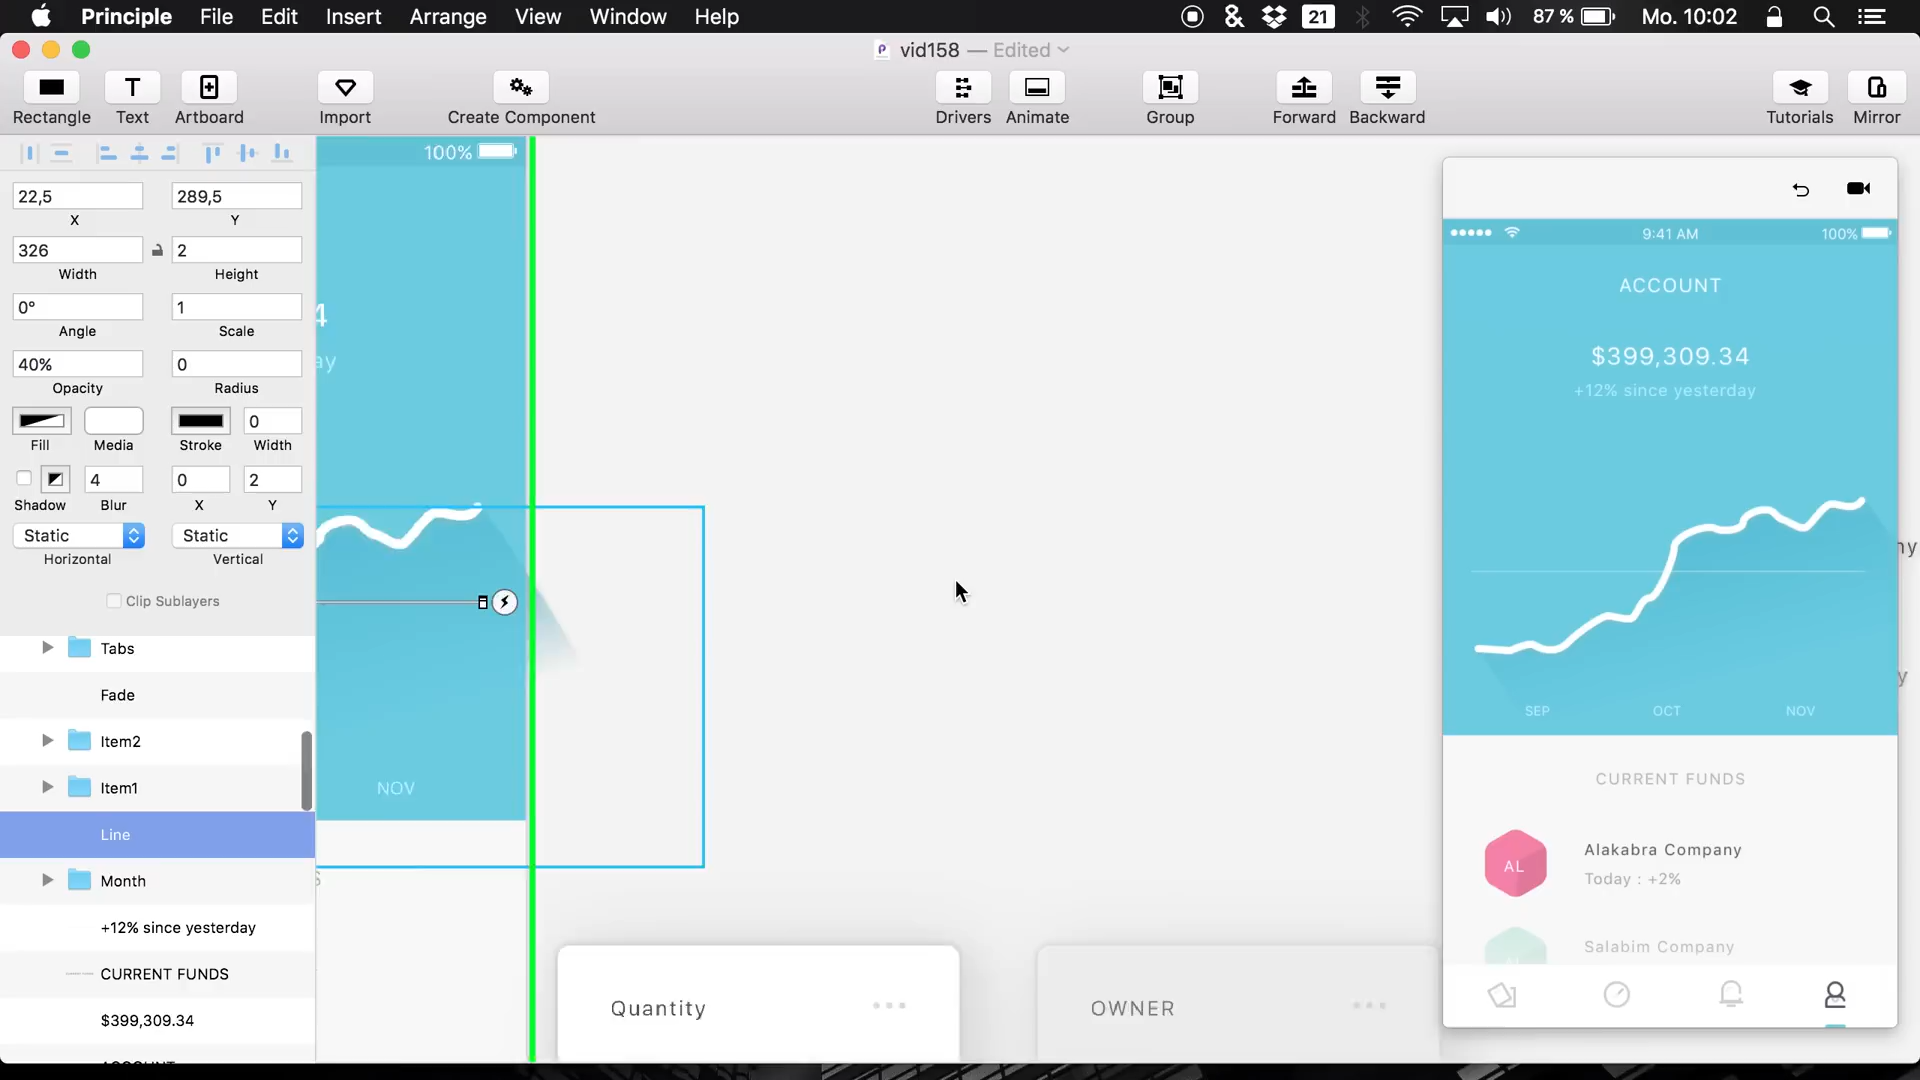 Principle File Edit Insert Arrange View Window Help
21 87 % Mo. 10:02
vid158 — Edited
Rectangle Text Artboard Import Create Component Drivers Animate Group Forward Backward Tutorials Mirror
22,5 289,5
X Y
326 2
Width Height
0° 1
Angle Scale
40% 0
Opacity Radius
0
Fill Media Stroke Width
4 0 2
Shadow Blur X Y
Static Static
Horizontal Vertical
Clip Sublayers
Tabs
Fade
Item2
Item1
Line
Month
+12% since yesterday
CURRENT FUNDS
$399,309.34
100%
4
ay
NOV
Quantity
OWNER
9:41 AM 100%
ACCOUNT
$399,309.34
+12% since yesterday
SEP OCT NOV
CURRENT FUNDS
AL
Alakabra Company
Today : +2%
Salabim Company
ny
y